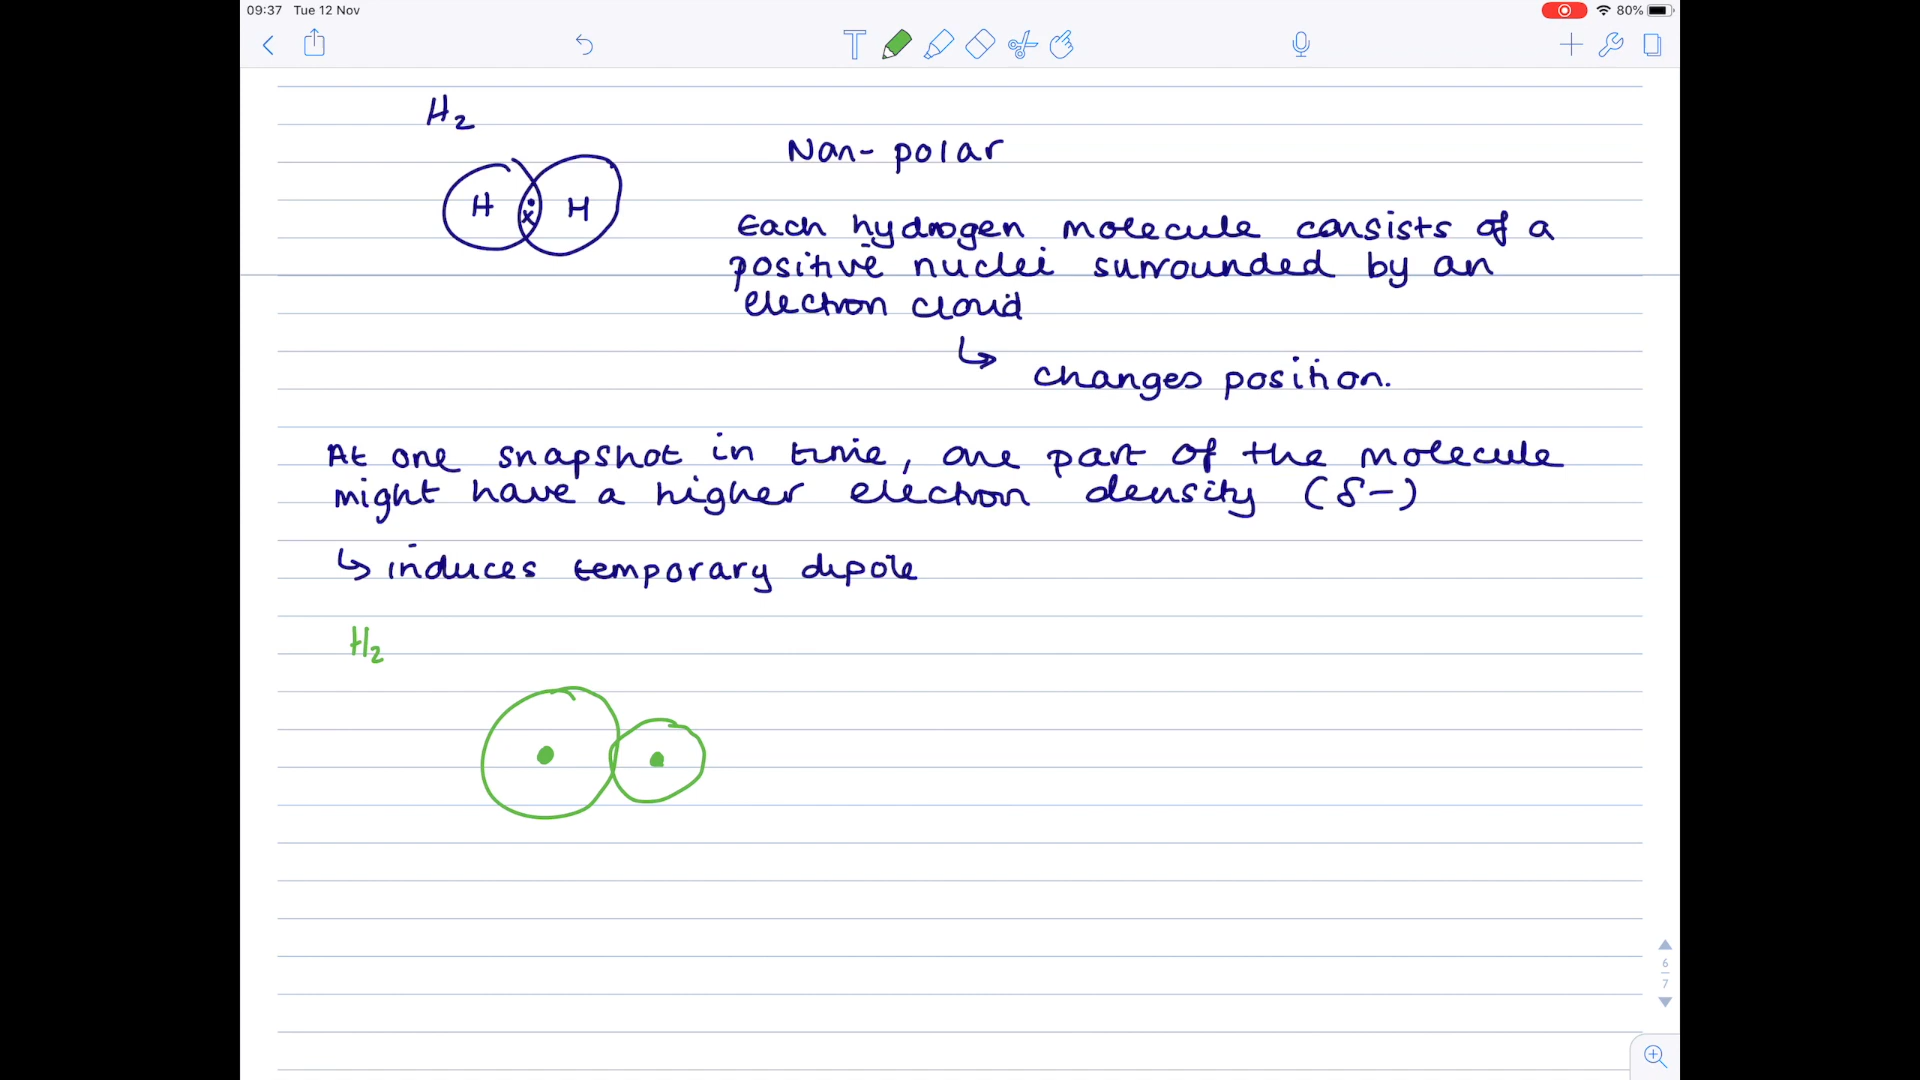 09:37 Tue 12 Nov
80%
T
H₂
Non-polar
H x H
Each hydrogen molecule consists of a
positive nuclei surrounded by an
electron cloud
↳ changes position.
At one snapshot in time, one part of the molecule
might have a higher electron density (δ-)
↳ induces temporary dipole
H₂
6
7